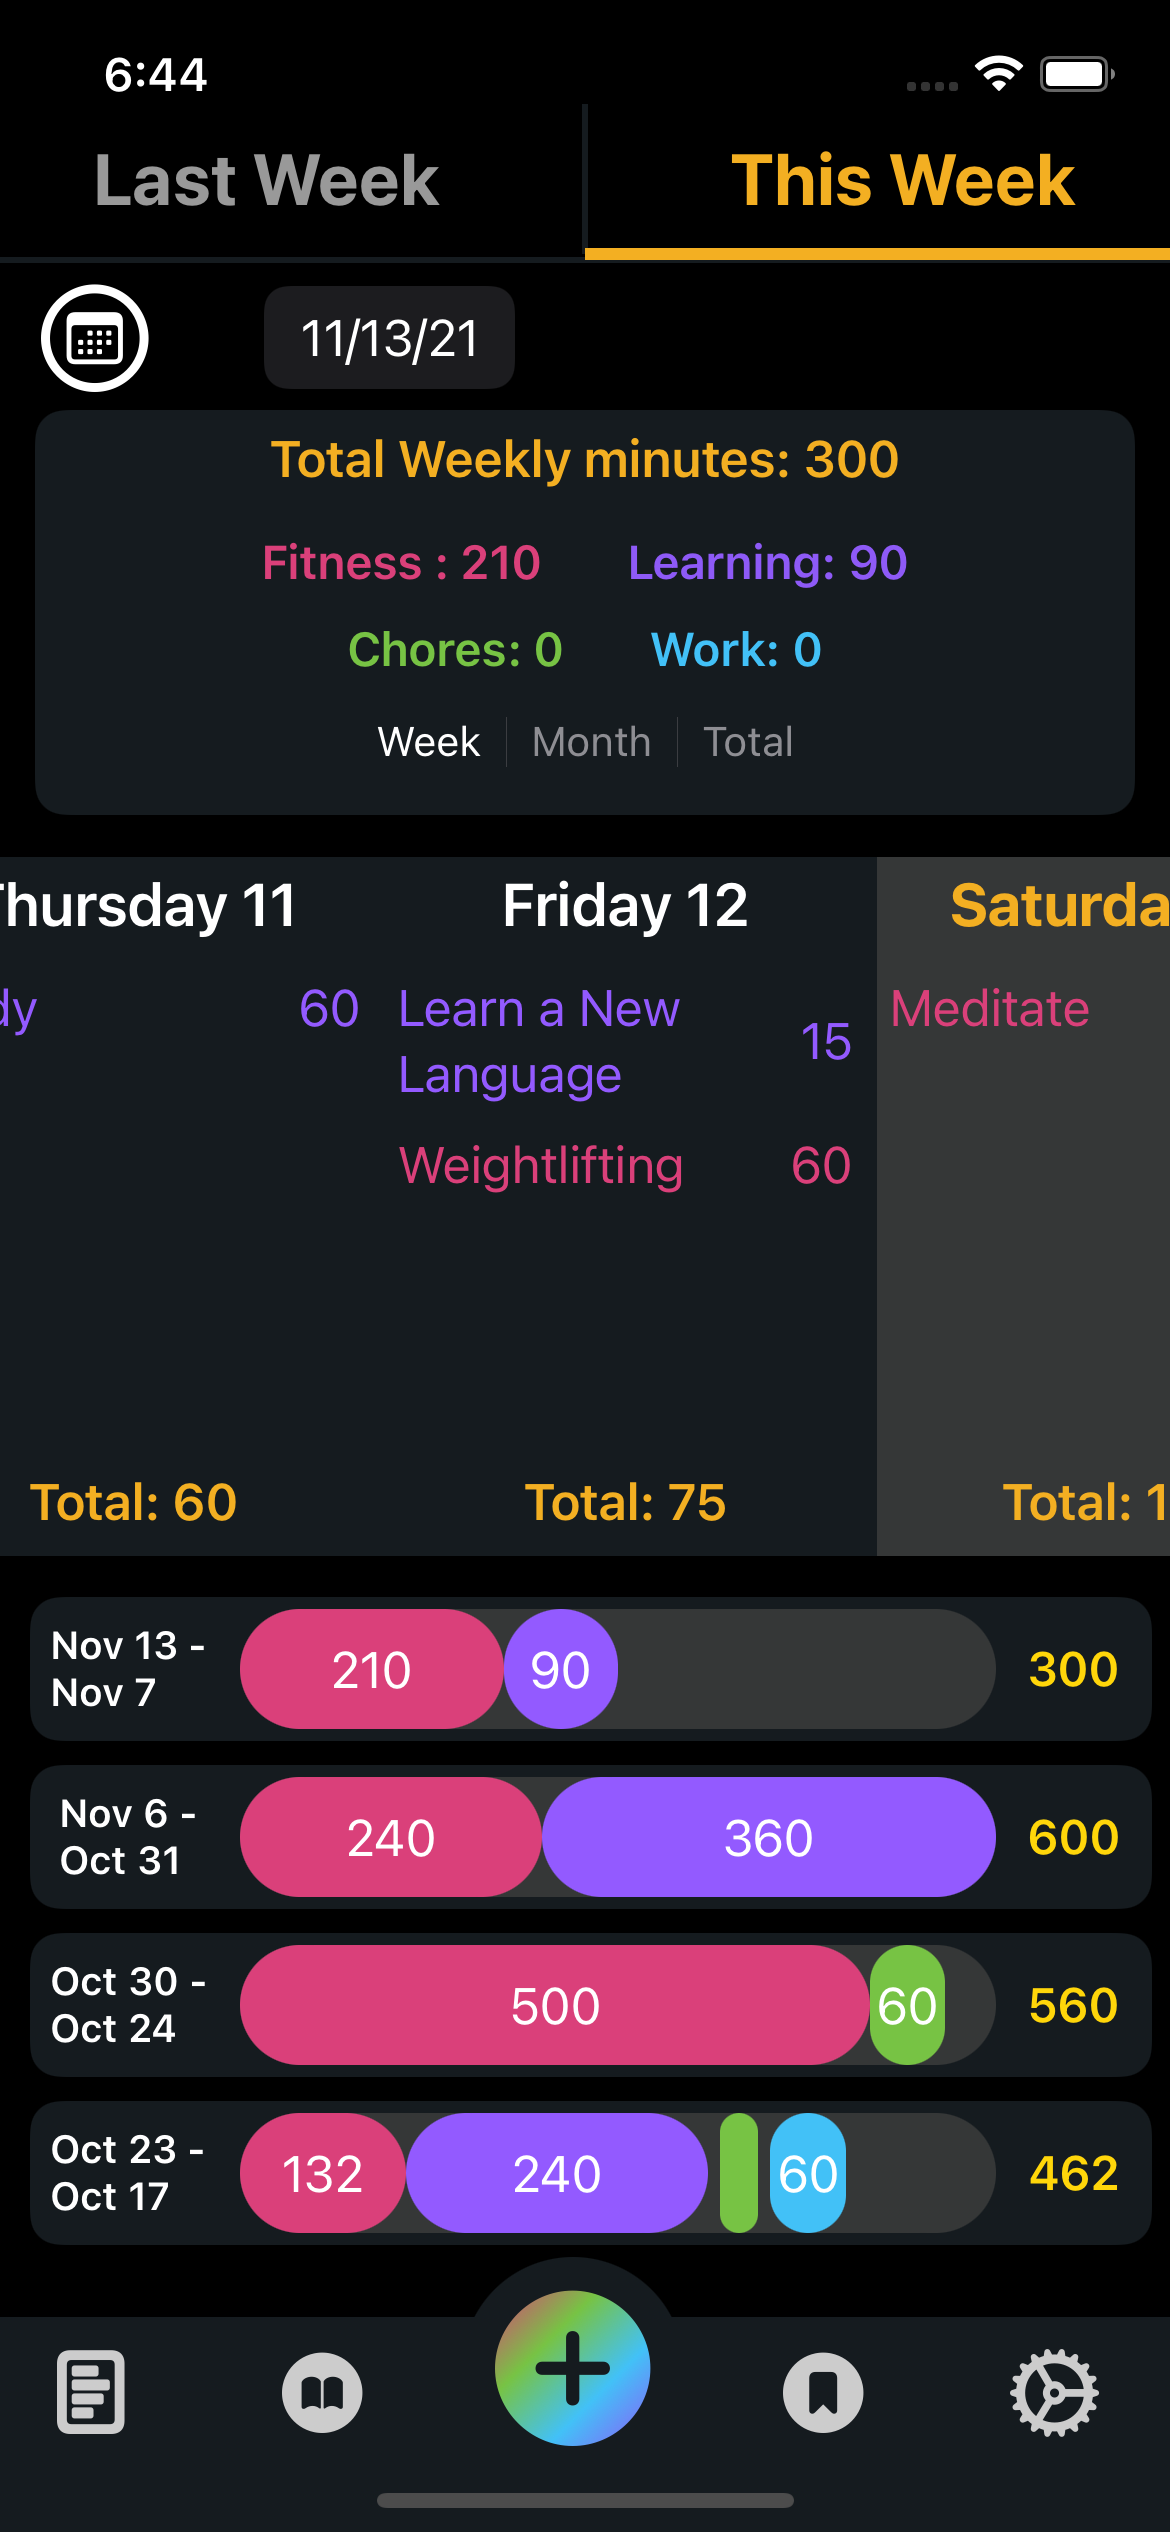 6:44
Last Week
This Week
11/13/21
Total Weekly minutes: 300
Fitness : 210
Learning: 90
Chores: 0
Work: 0
Week
Month
Total
hursday 11
Friday 12
Saturda
dy
60
Learn a New
Language
15
Meditate
Weightlifting
60
Total: 60
Total: 75
Total: 1
Nov 13 -
Nov 7
210
90
300
Nov 6 -
Oct 31
240
360
600
Oct 30 -
Oct 24
500
60
560
Oct 23 -
Oct 17
132
240
60
462